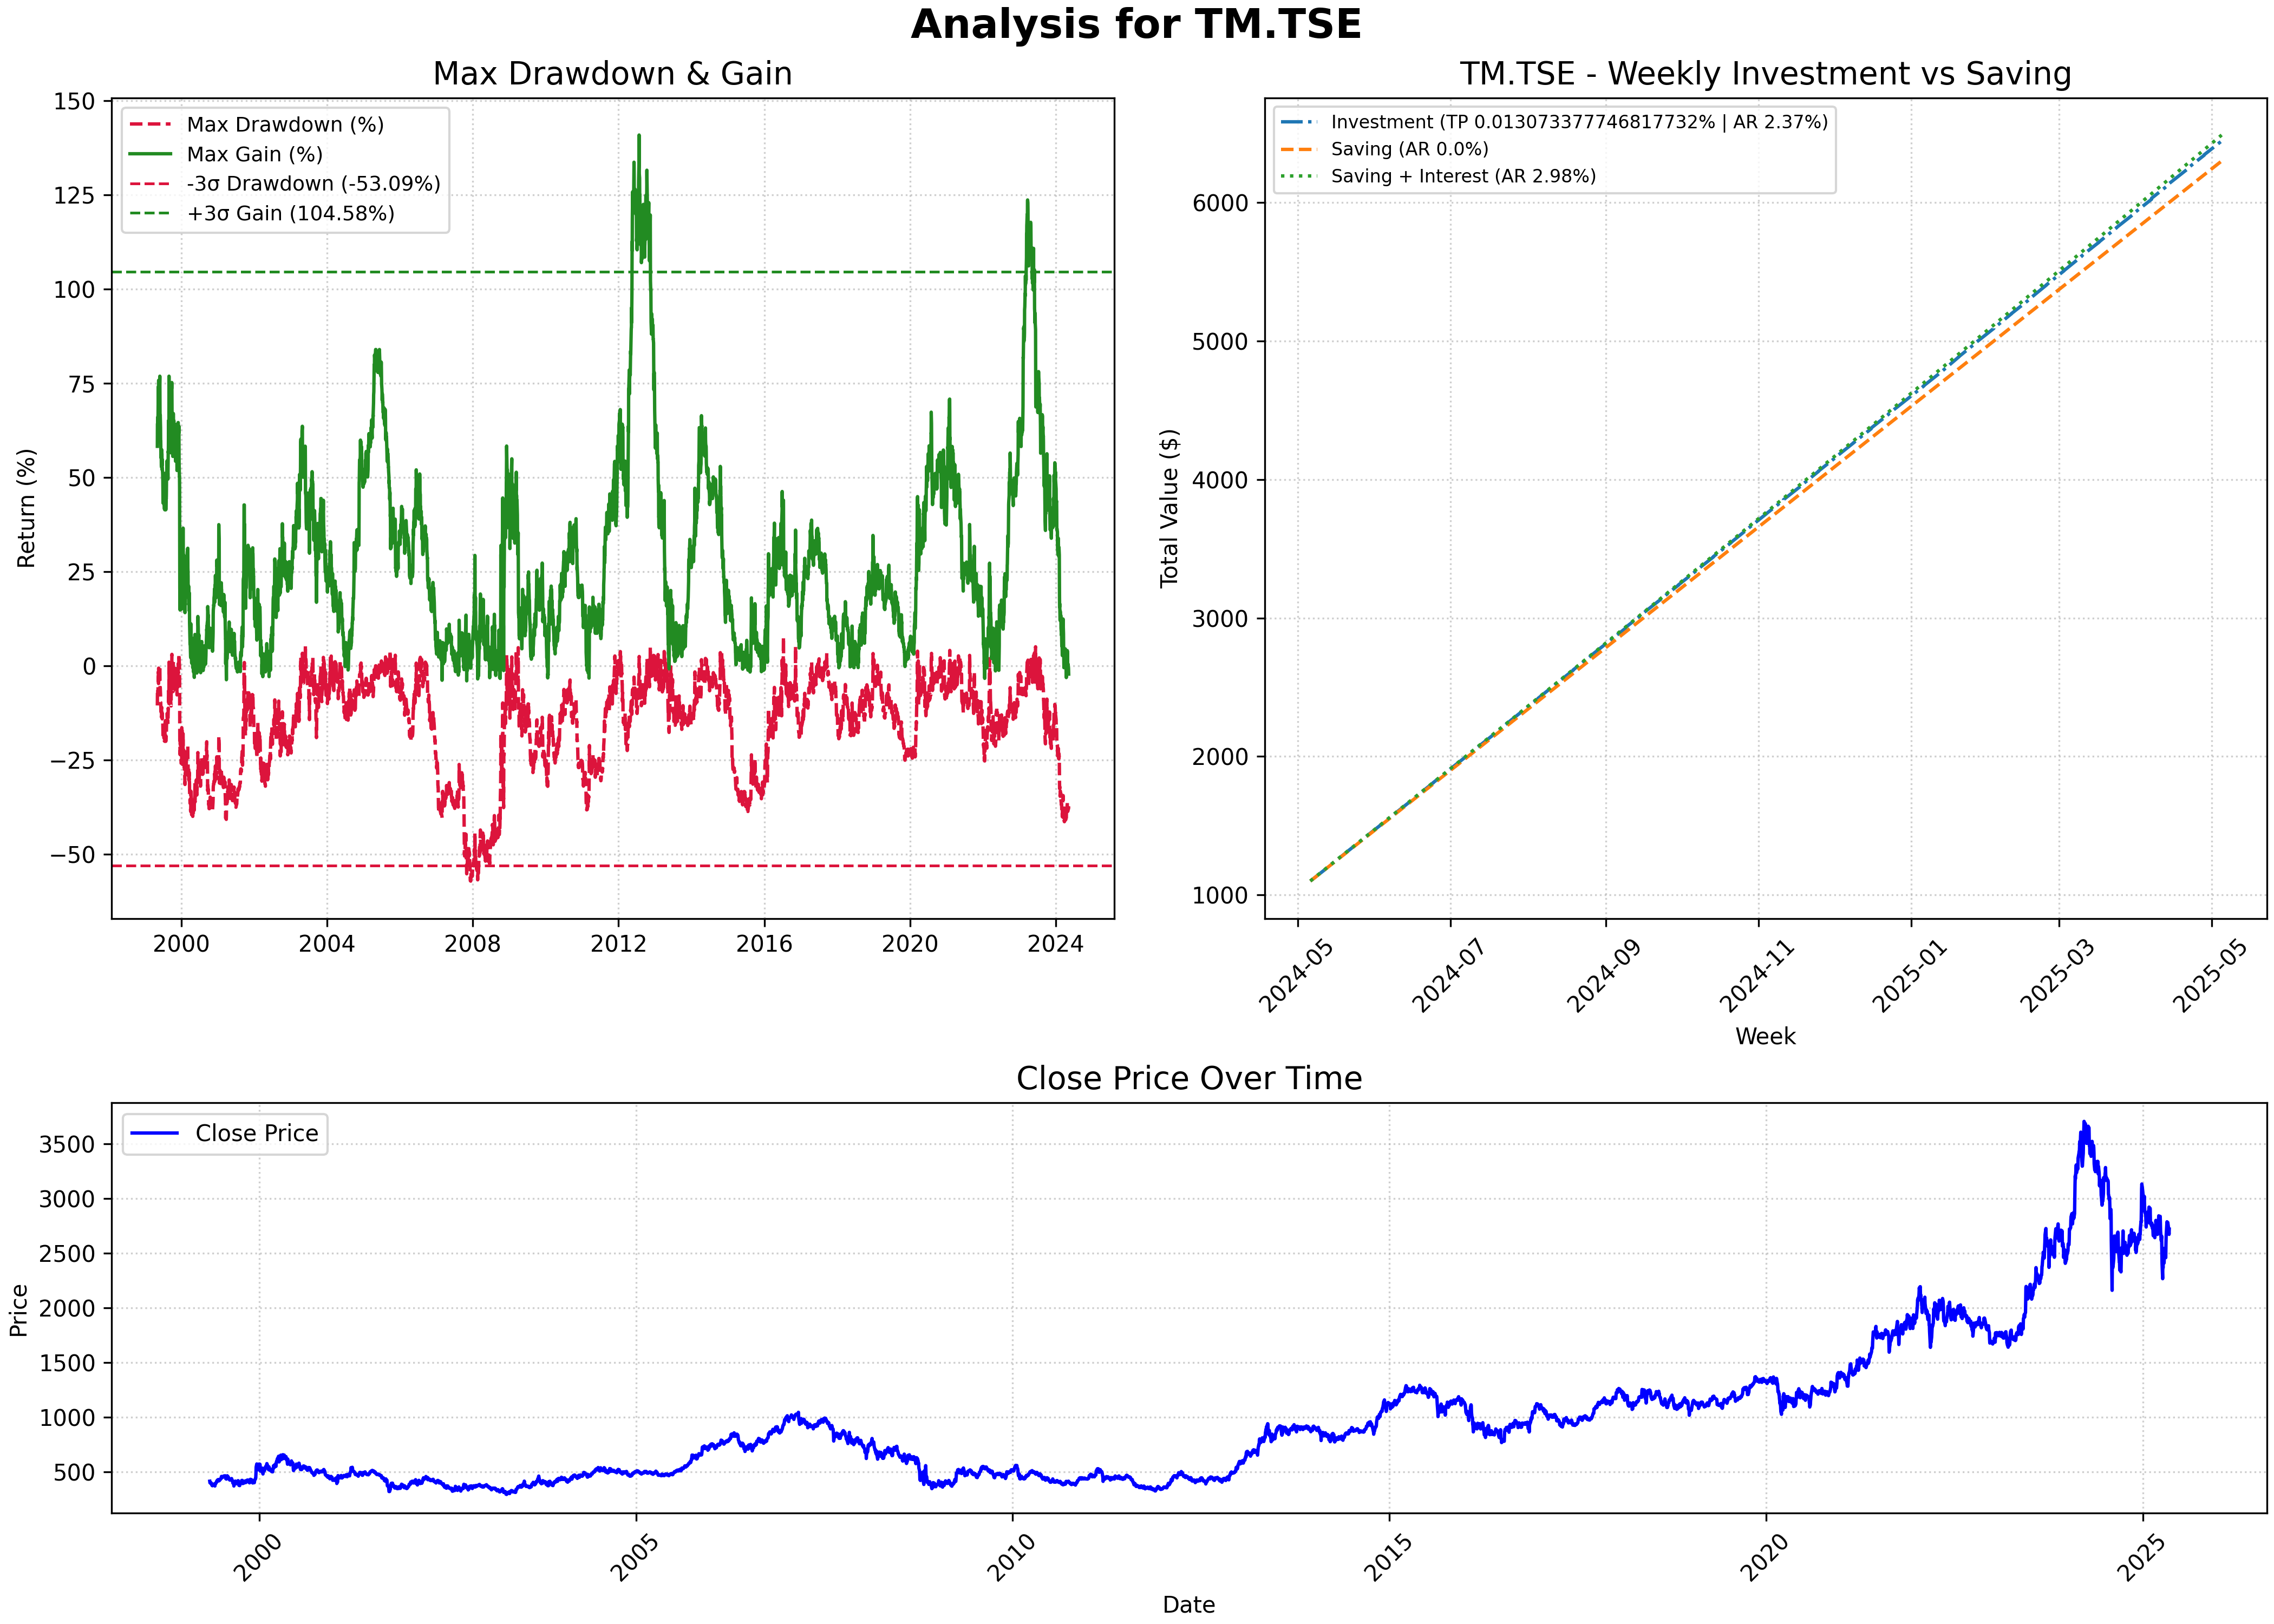 Analysis for TM.TSE
Max Drawdown & Gain
Max Drawdown (%)
Max Gain (%)
-3σ Drawdown (-53.09%)
+3σ Gain (104.58%)
Return (%)
150
125
100
75
50
25
0
−25
−50
2000
2004
2008
2012
2016
2020
2024
TM.TSE - Weekly Investment vs Saving
Investment (TP 0.013073377746817732% | AR 2.37%)
Saving (AR 0.0%)
Saving + Interest (AR 2.98%)
Total Value ($)
6000
5000
4000
3000
2000
1000
2024-05
2024-07
2024-09
2024-11
2025-01
2025-03
2025-05
Week
Close Price Over Time
Close Price
Price
3500
3000
2500
2000
1500
1000
500
2000
2005
2010
2015
2020
2025
Date